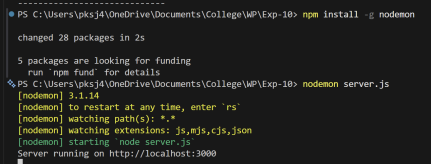 PS C:\Users\pksj4\OneDrive\Documents\College\WP\Exp-10> npm install -g nodemon
changed 28 packages in 2s
5 packages are looking for funding
run `npm fund` for details
PS C:\Users\pksj4\OneDrive\Documents\College\WP\Exp-10> nodemon server.js
[nodemon] 3.1.14
[nodemon] to restart at any time, enter `rs`
[nodemon] watching path(s): *.*
[nodemon] watching extensions: js,mjs,cjs,json
[nodemon] starting `node server.js`
Server running on http://localhost:3000